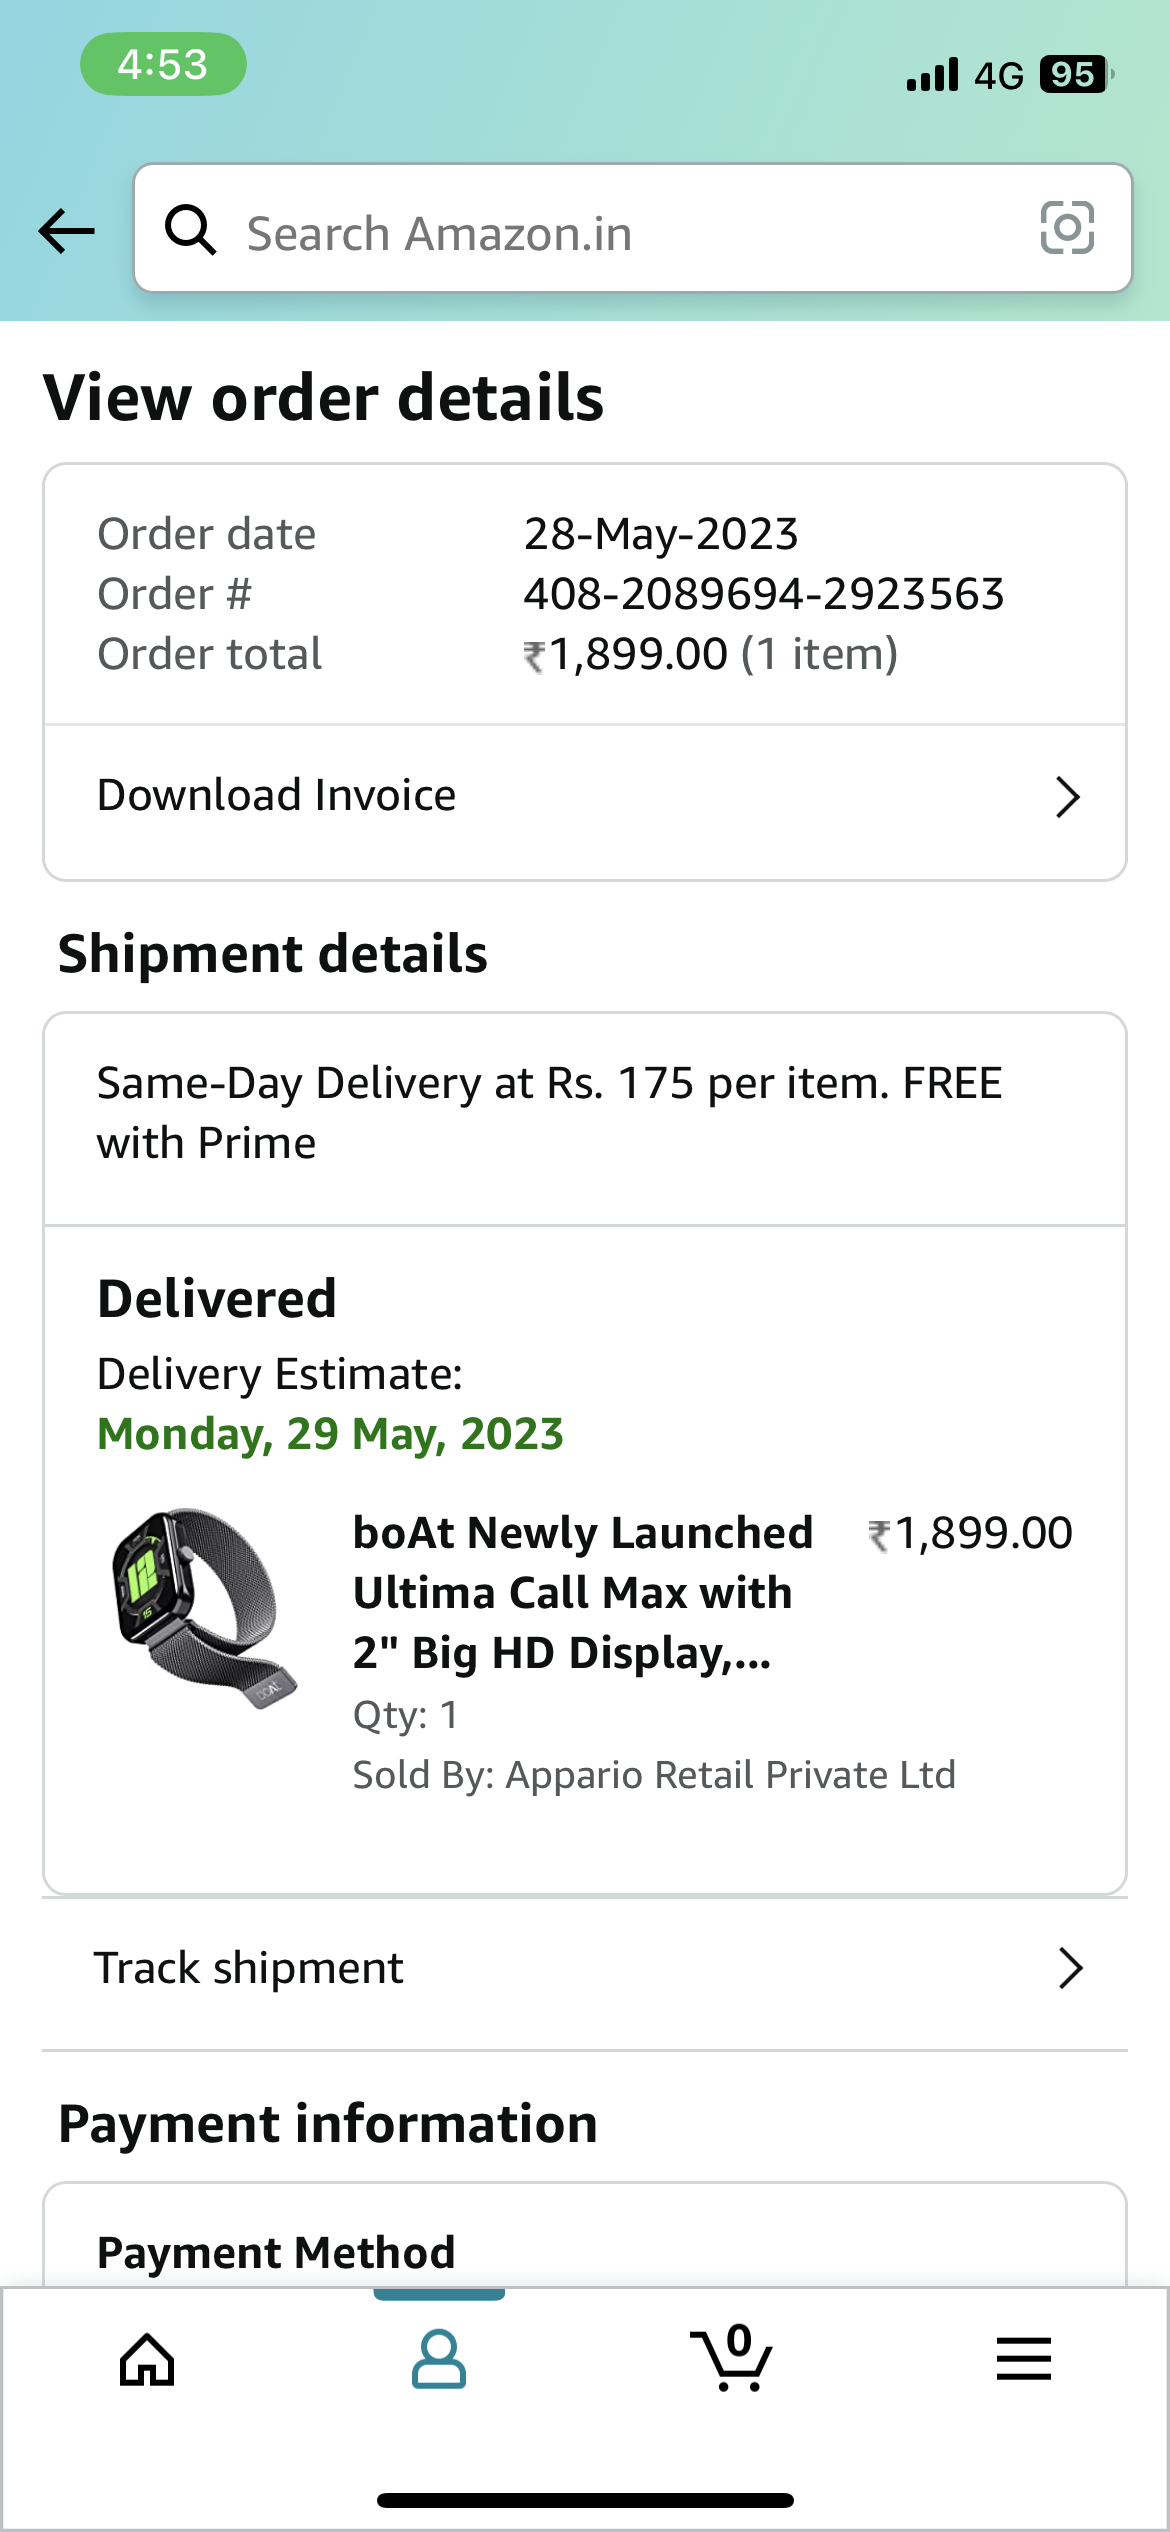 4:53
4G 95
Search Amazon.in
View order details
Order date 28-May-2023
Order # 408-2089694-2923563
Order total ₹1,899.00 (1 item)
Download Invoice
Shipment details
Same-Day Delivery at Rs. 175 per item. FREE
with Prime
Delivered
Delivery Estimate:
Monday, 29 May, 2023
boAt Newly Launched ₹1,899.00
Ultima Call Max with
2" Big HD Display,...
Qty: 1
Sold By: Appario Retail Private Ltd
Track shipment
Payment information
Payment Method
0